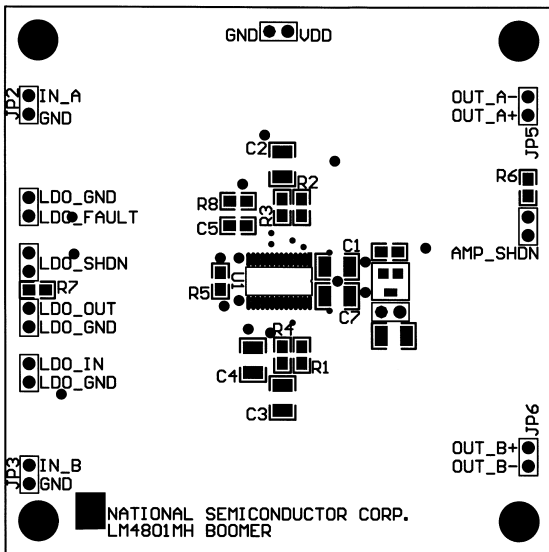 GND VDD
JP2
IN_A
GND
OUT_A-
OUT_A+
JP5
C2
R6
R2
R8
R3
C5
LDO_GND
LDO_FAULT
AMP_SHDN
C1
LDO_SHDN
R7
R5
U1
LDO_OUT
LDO_GND
C7
R4
R1
LDO_IN
LDO_GND
C4
C3
JP6
OUT_B+
OUT_B-
JP3
IN_B
GND
NATIONAL SEMICONDUCTOR CORP.
LM4801MH BOOMER